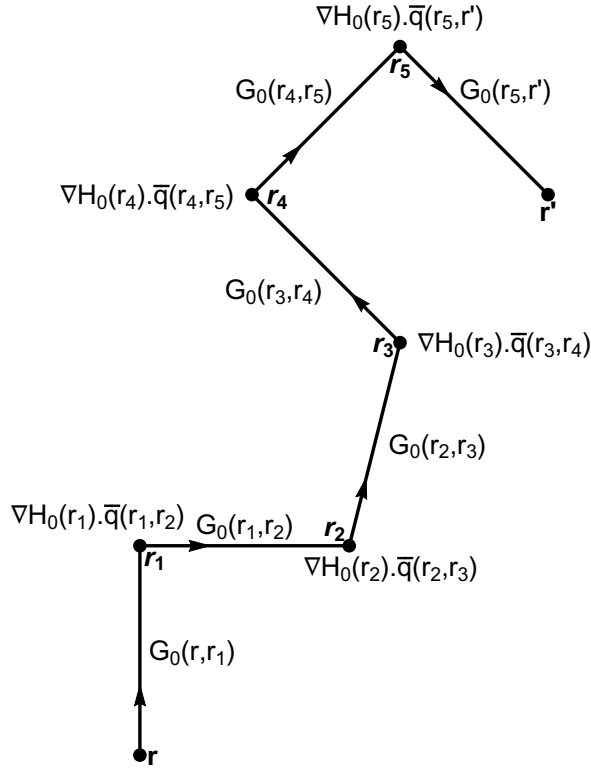 ∇H₀(r₅).q̅(r₅,r')
r₅
G₀(r₄,r₅)
G₀(r₅,r')
∇H₀(r₄).q̅(r₄,r₅)
r₄
r'
G₀(r₃,r₄)
r₃
∇H₀(r₃).q̅(r₃,r₄)
G₀(r₂,r₃)
∇H₀(r₁).q̅(r₁,r₂)
G₀(r₁,r₂)
r₂
r₁
∇H₀(r₂).q̅(r₂,r₃)
G₀(r,r₁)
r